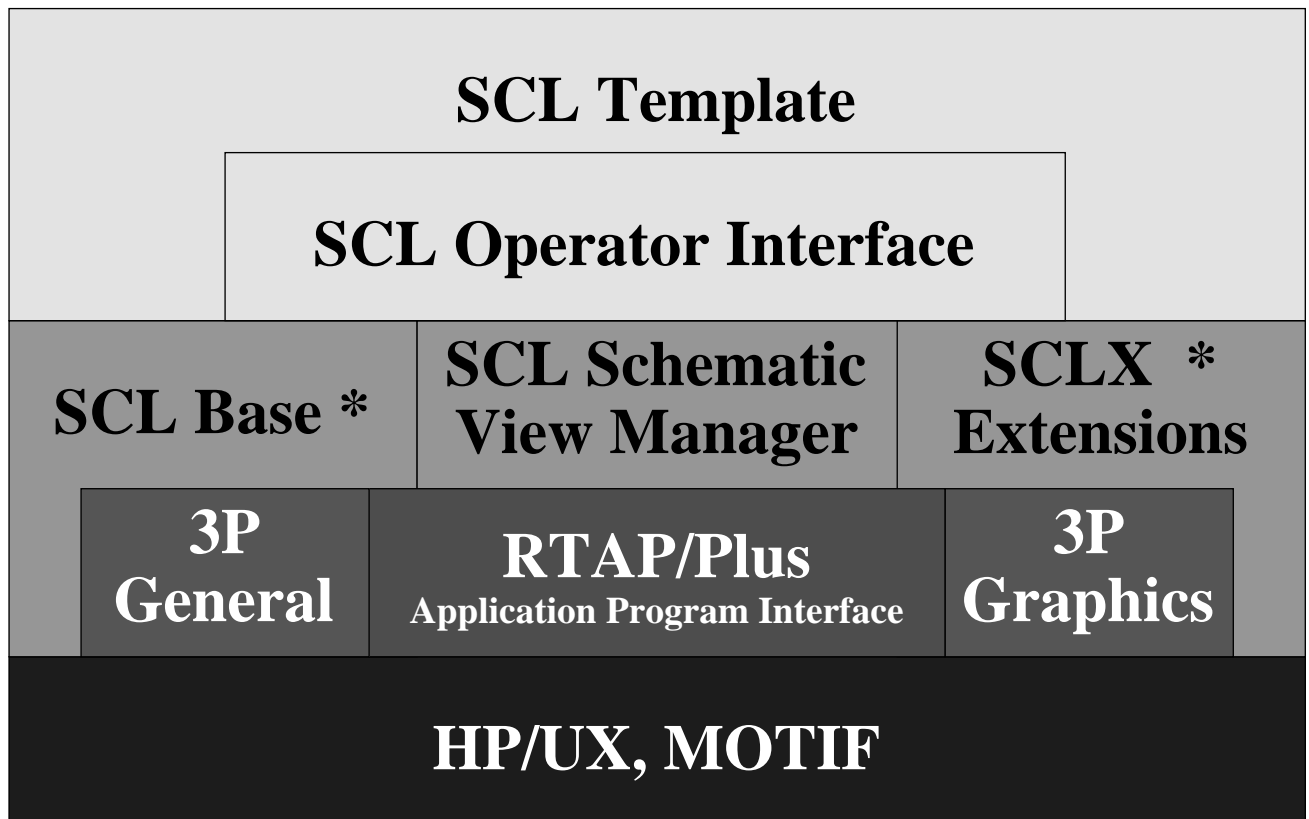 SCL Template
SCL Operator Interface
SCL Base *
SCL Schematic
View Manager
SCLX *
Extensions
3P
General
RTAP/Plus
Application Program Interface
3P
Graphics
HP/UX, MOTIF